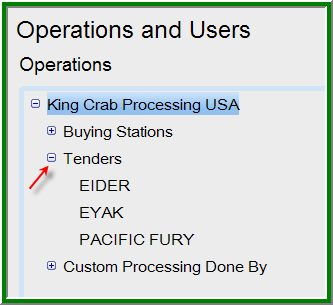 Operations and Users
Operations
King Crab Processing USA
Buying Stations
Tenders
EIDER
EYAK
PACIFIC FURY
Custom Processing Done By